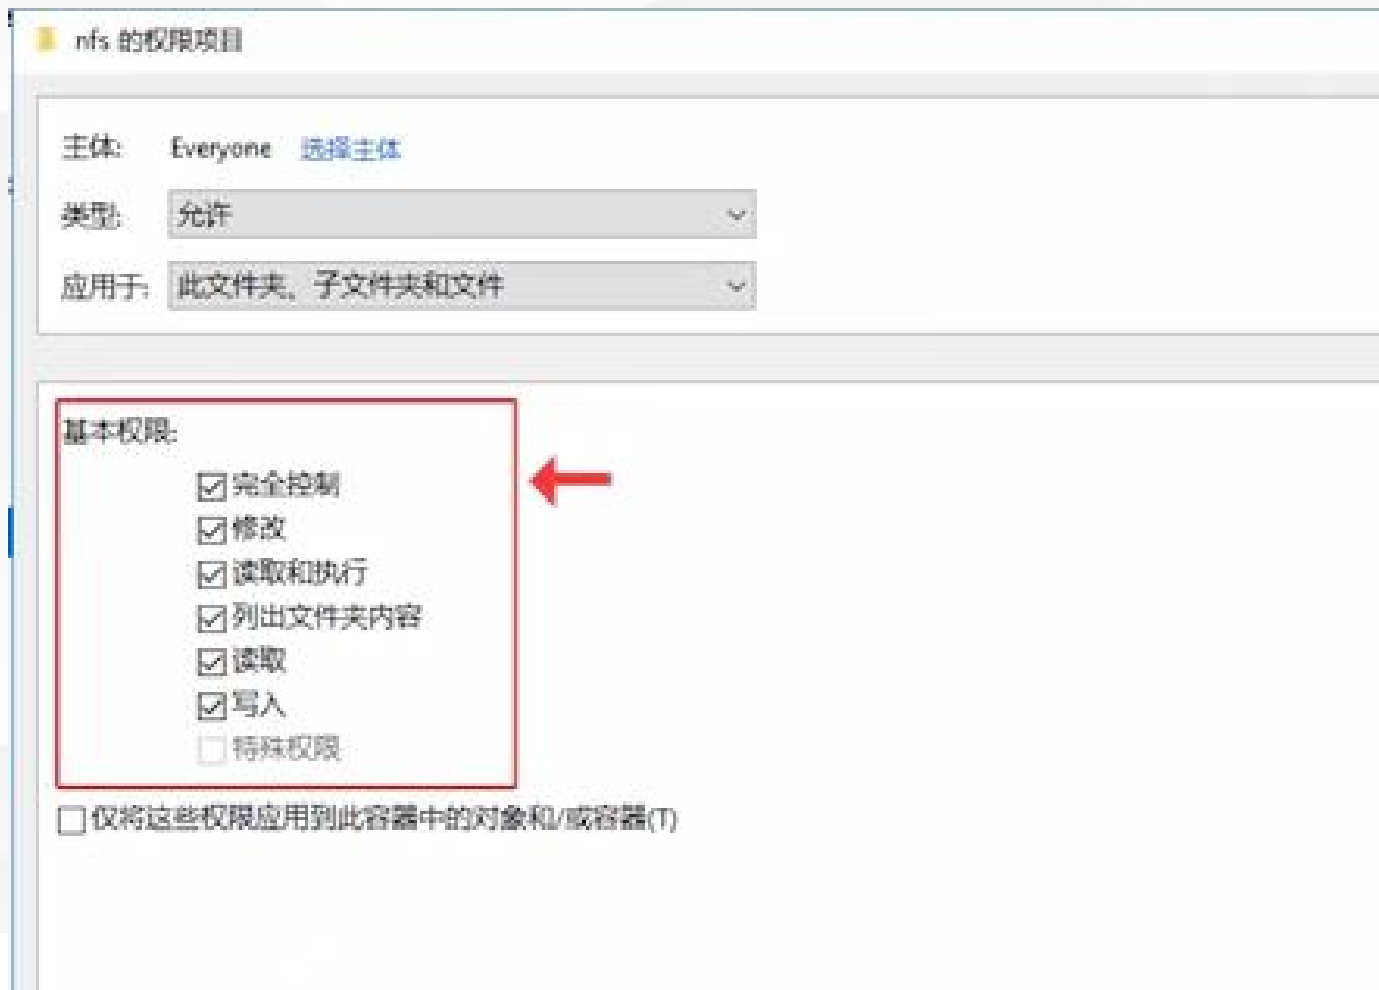 nfs 的权限项目
主体: Everyone 选择主体
类型: 允许
应用于: 此文件夹、子文件夹和文件
基本权限:
完全控制
修改
读取和执行
列出文件夹内容
读取
写入
特殊权限
仅将这些权限应用到此容器中的对象和/或容器(T)